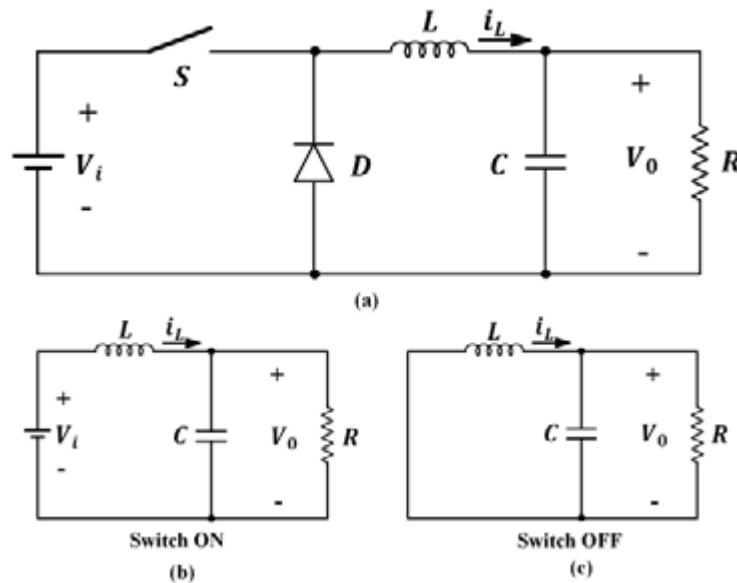 L i_L
S
+ +
V_i D C V_0 R
- -
(a)
L i_L
+ +
V_i C V_0 R
- -
Switch ON
(b)
L i_L
+
C V_0 R
-
Switch OFF
(c)